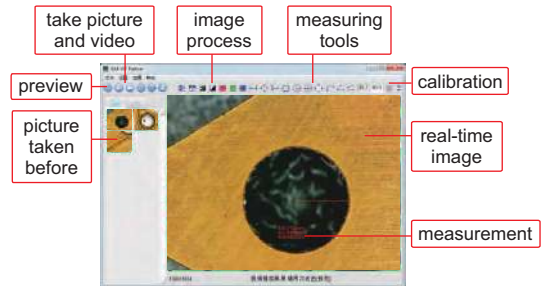 take picture
and video
image
process
measuring
tools
preview
calibration
picture
taken
before
real-time
image
measurement